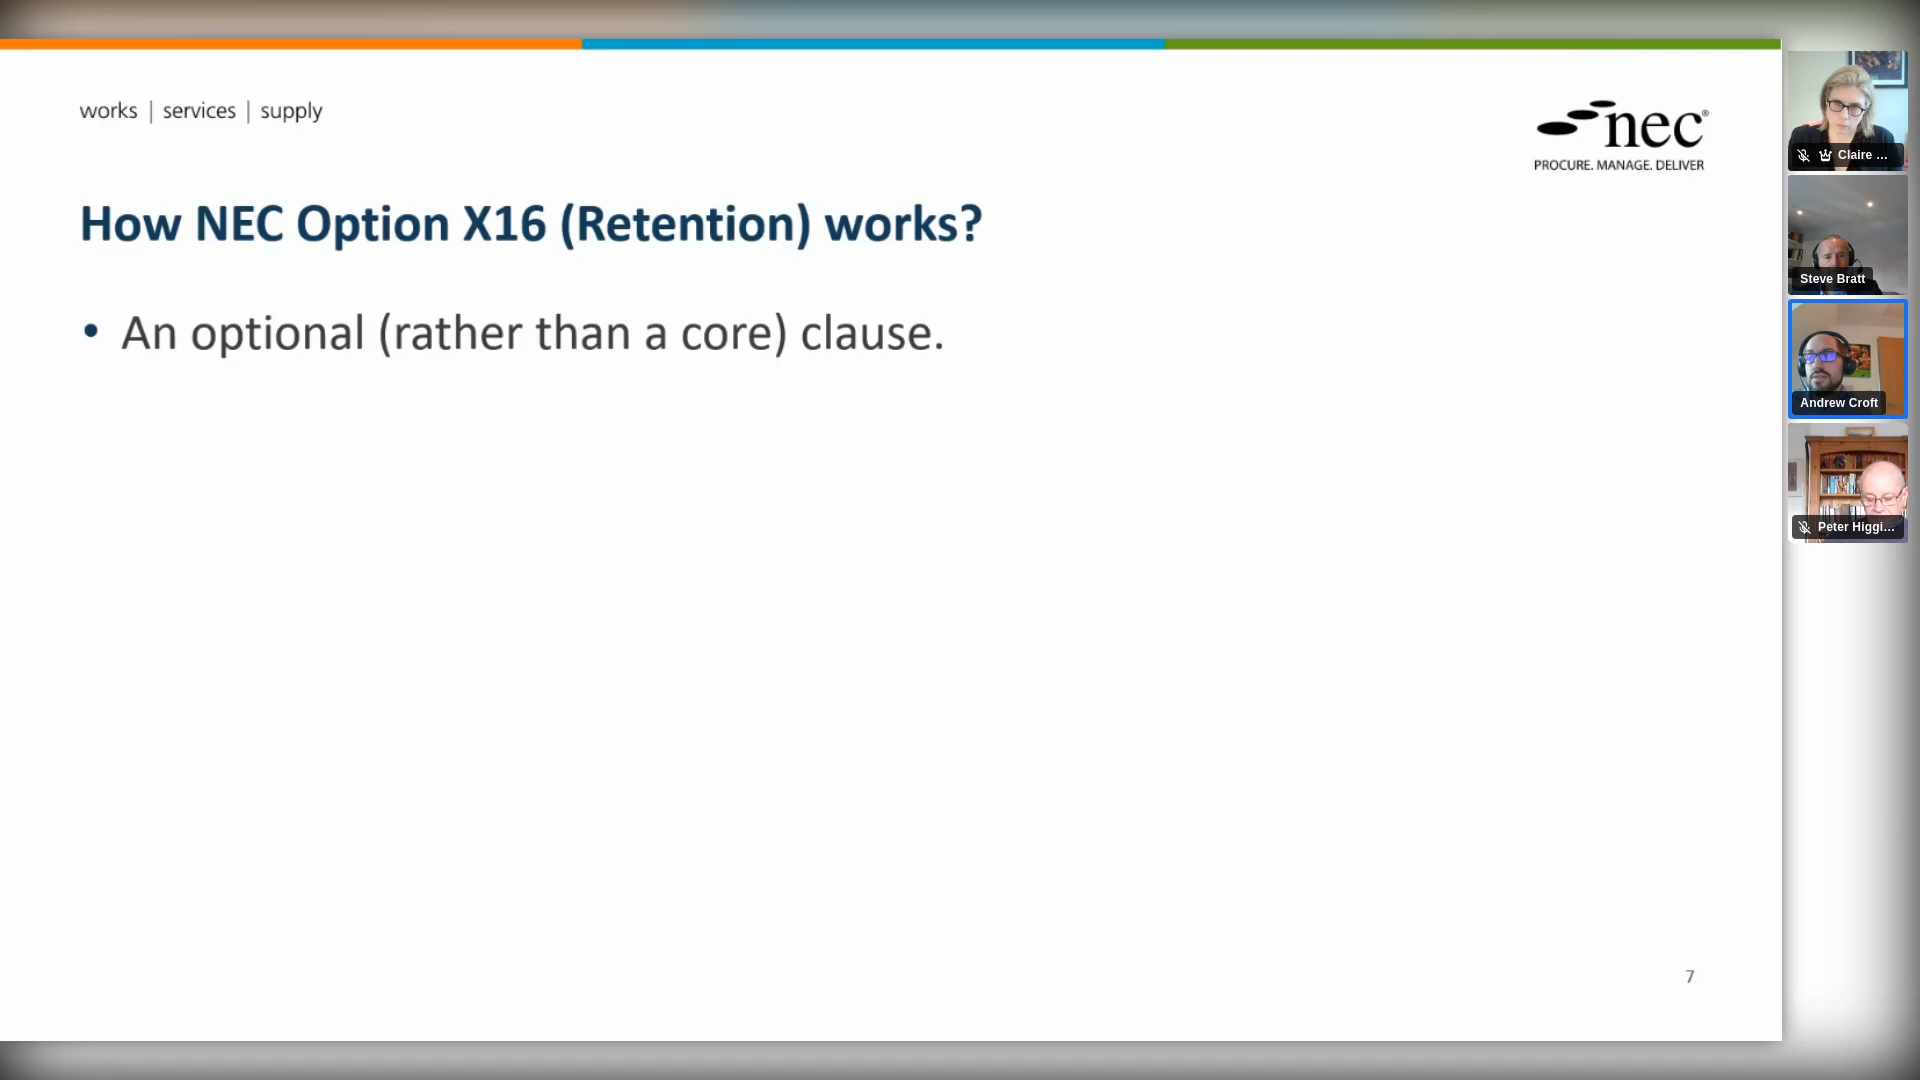 works | services | supply
nec®
PROCURE. MANAGE. DELIVER
How NEC Option X16 (Retention) works?
• An optional (rather than a core) clause.
7
Claire ...
Steve Bratt
Andrew Croft
Peter Higgi...